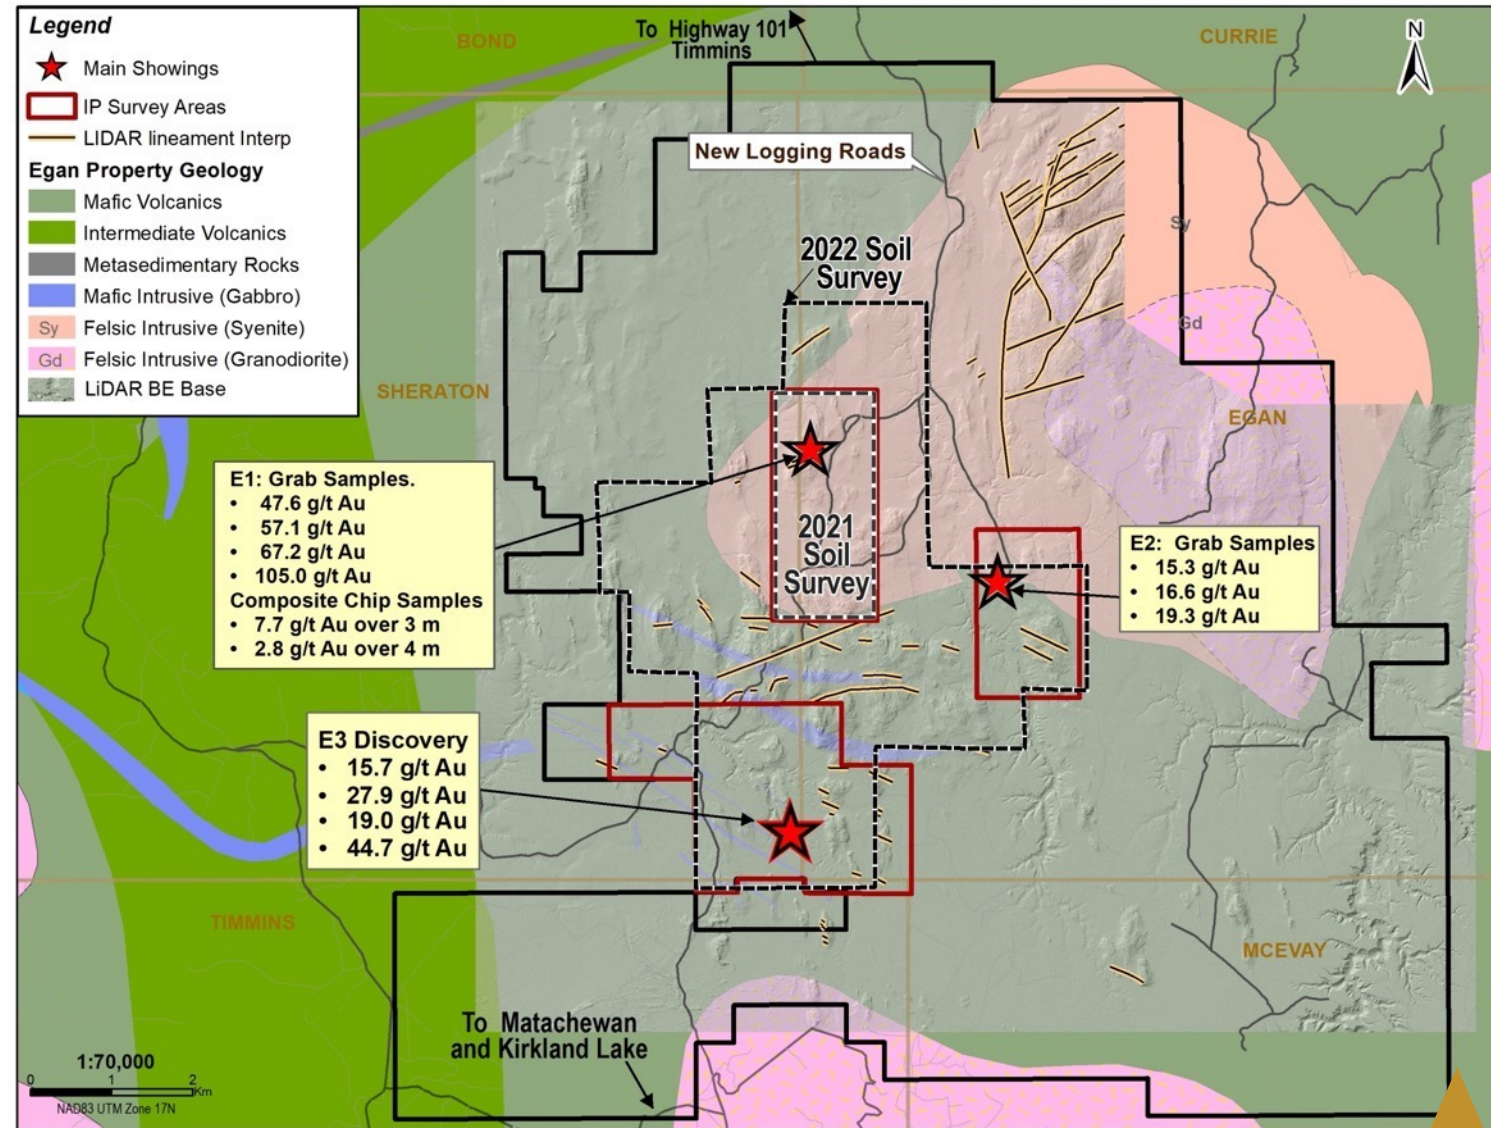 Legend
Main Showings
IP Survey Areas
LIDAR lineament Interp
Egan Property Geology
Mafic Volcanics
Intermediate Volcanics
Metasedimentary Rocks
Mafic Intrusive (Gabbro)
Sy Felsic Intrusive (Syenite)
Gd Felsic Intrusive (Granodiorite)
LiDAR BE Base
BOND
To Highway 101
Timmins
CURRIE
N
New Logging Roads
Sy
2022 Soil
Survey
Gd
SHERATON
EGAN
E1: Grab Samples.
• 47.6 g/t Au
• 57.1 g/t Au
• 67.2 g/t Au
• 105.0 g/t Au
Composite Chip Samples
• 7.7 g/t Au over 3 m
• 2.8 g/t Au over 4 m
2021
Soil
Survey
E2: Grab Samples
• 15.3 g/t Au
• 16.6 g/t Au
• 19.3 g/t Au
E3 Discovery
• 15.7 g/t Au
• 27.9 g/t Au
• 19.0 g/t Au
• 44.7 g/t Au
TIMMINS
MCEVAY
To Matachewan
and Kirkland Lake
1:70,000
0 1 2
Km
NAD83 UTM Zone 17N